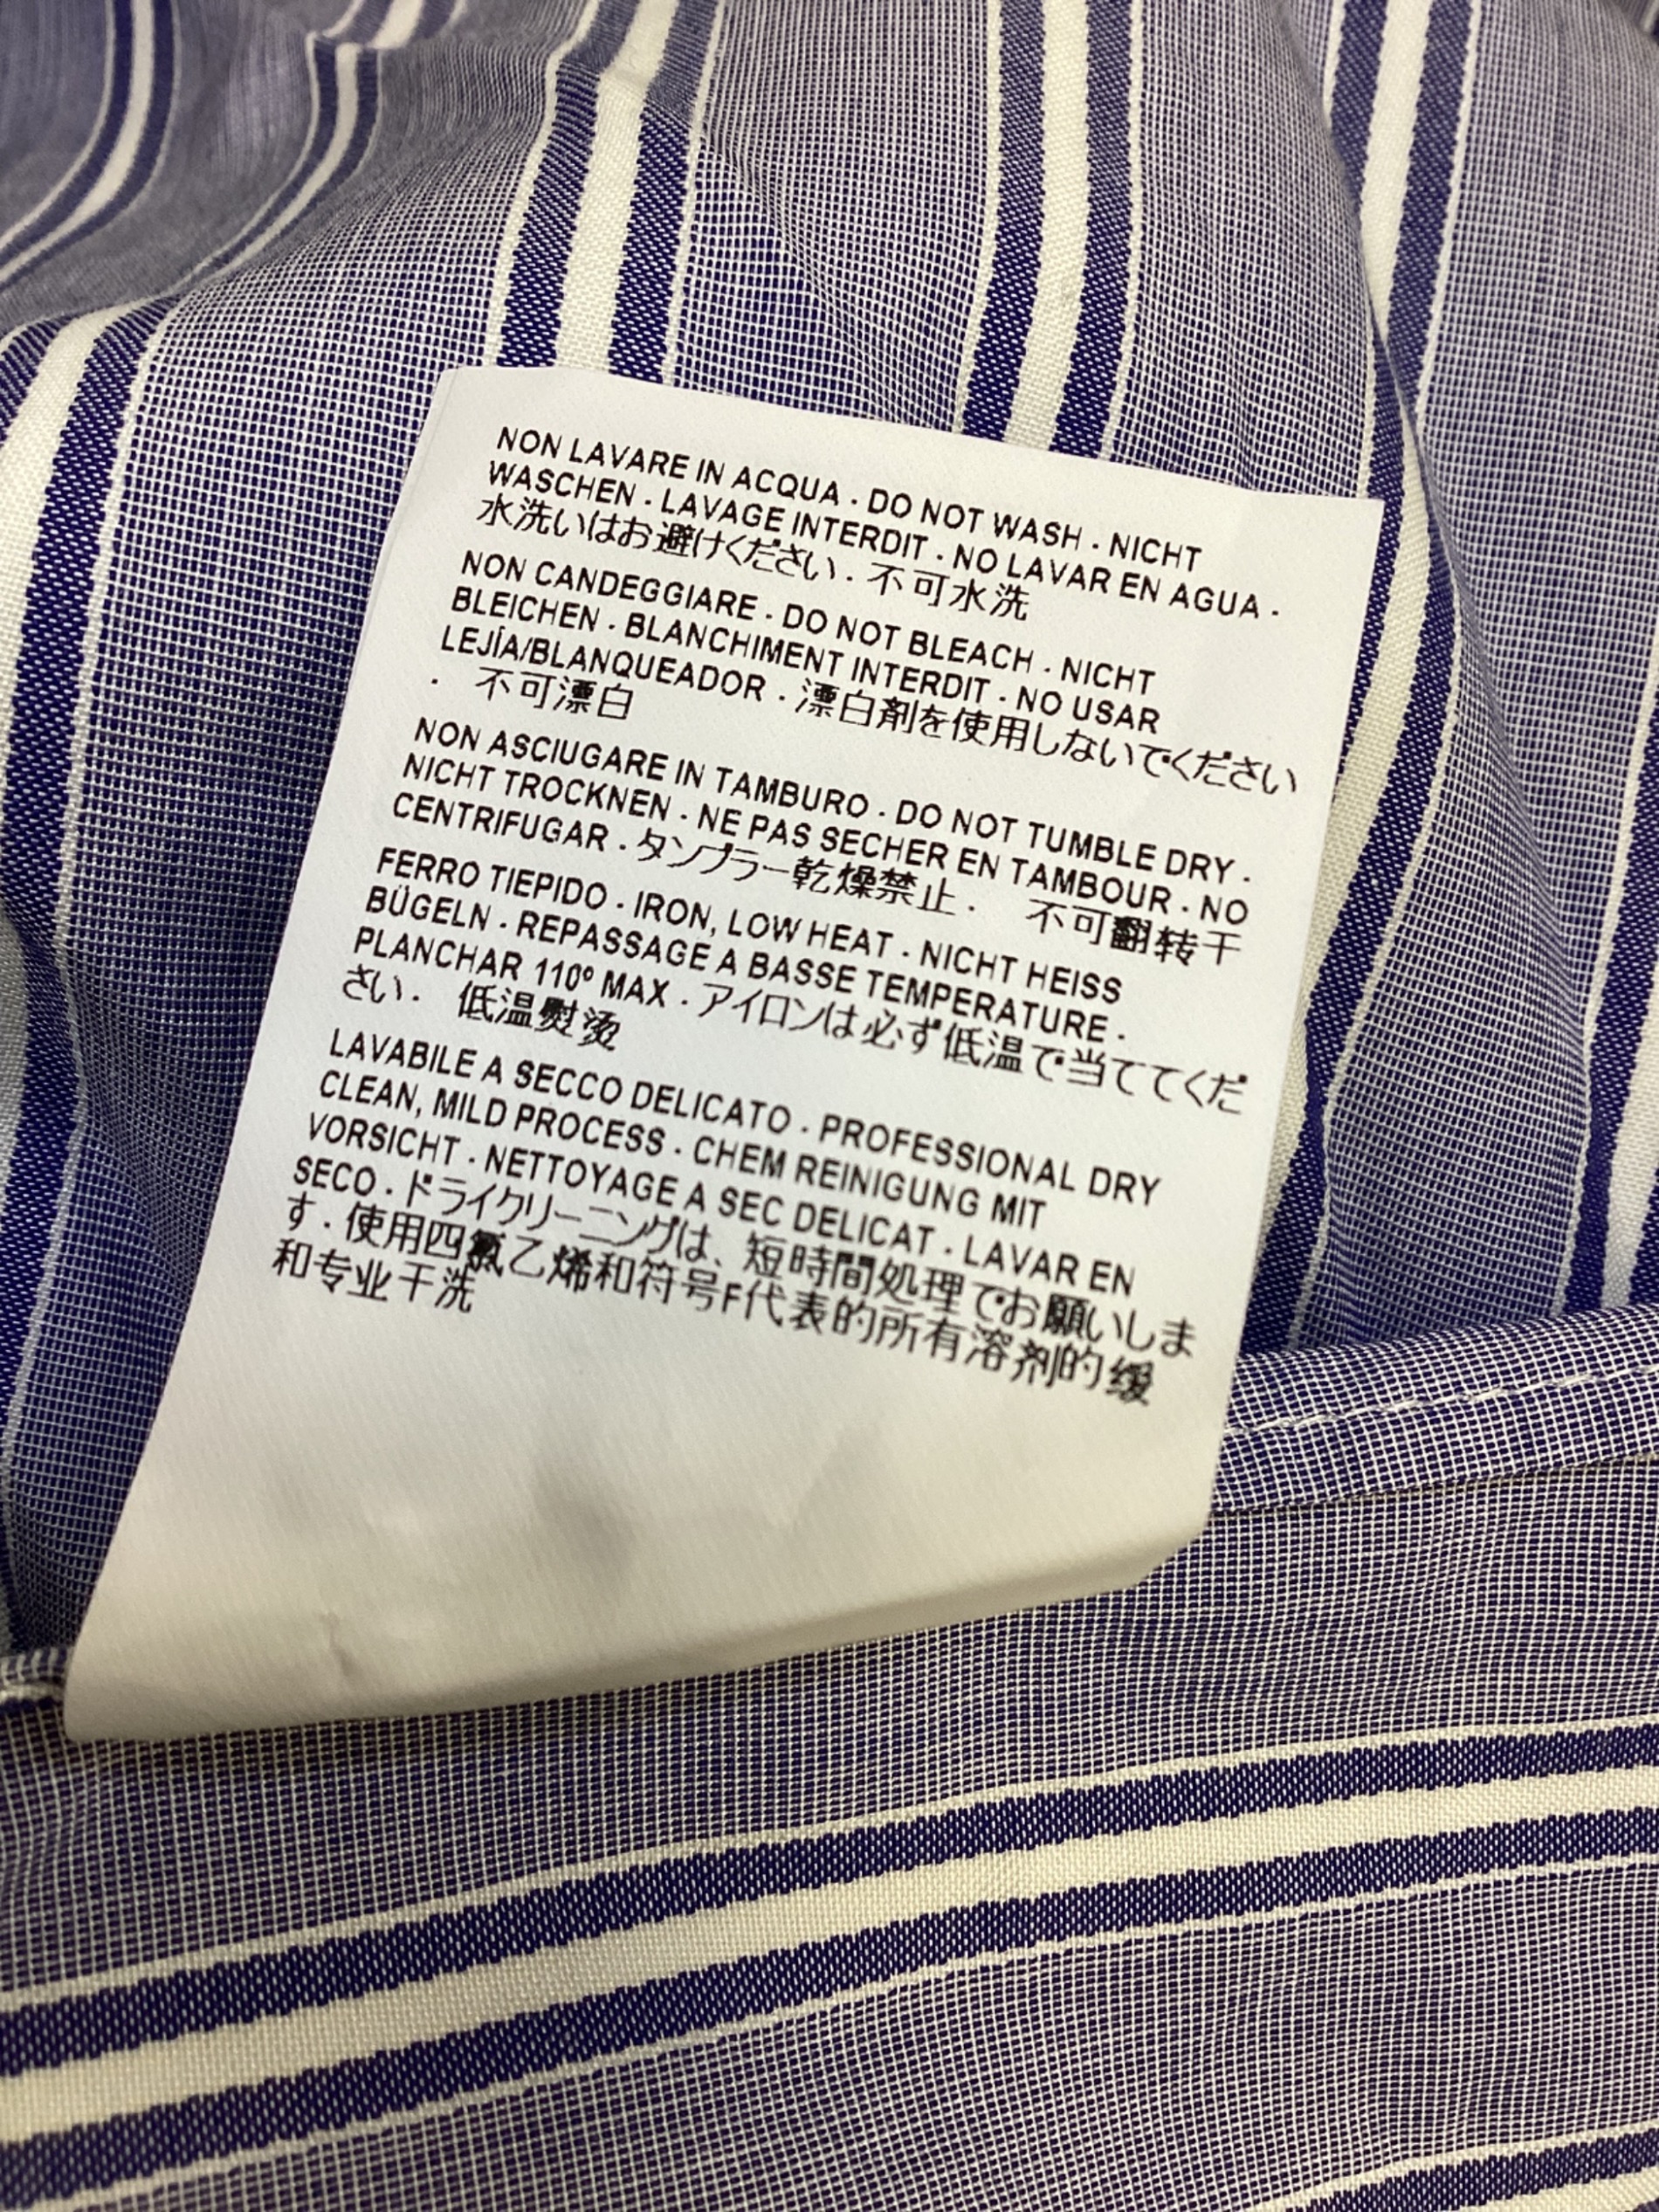 NON LAVARE IN ACQUA · DO NOT WASH · NICHT
WASCHEN · LAVAGE INTERDIT · NO LAVAR EN AGUA ·
水洗いはお避けください · 不可水洗
NON CANDEGGIARE · DO NOT BLEACH · NICHT
BLEICHEN · BLANCHIMENT INTERDIT · NO USAR
LEJÍA/BLANQUEADOR · 漂白剤を使用しないでください
· 不可漂白
NON ASCIUGARE IN TAMBURO · DO NOT TUMBLE DRY ·
NICHT TROCKNEN · NE PAS SECHER EN TAMBOUR · NO
CENTRIFUGAR · タンプラー乾燥禁止 · 不可翻转干
FERRO TIEPIDO · IRON, LOW HEAT · NICHT HEISS
BÜGELN · REPASSAGE A BASSE TEMPERATURE ·
PLANCHAR 110º MAX · アイロンは必ず低温で当ててくだ
さい · 低温熨烫
LAVABILE A SECCO DELICATO · PROFESSIONAL DRY
CLEAN, MILD PROCESS · CHEM REINIGUNG MIT
VORSICHT · NETTOYAGE A SEC DELICAT · LAVAR EN
SECO · ドライクリーニングは、短時間処理でお願いしま
す · 使用四氯乙烯和符号F代表的所有溶剂的缓
和专业干洗